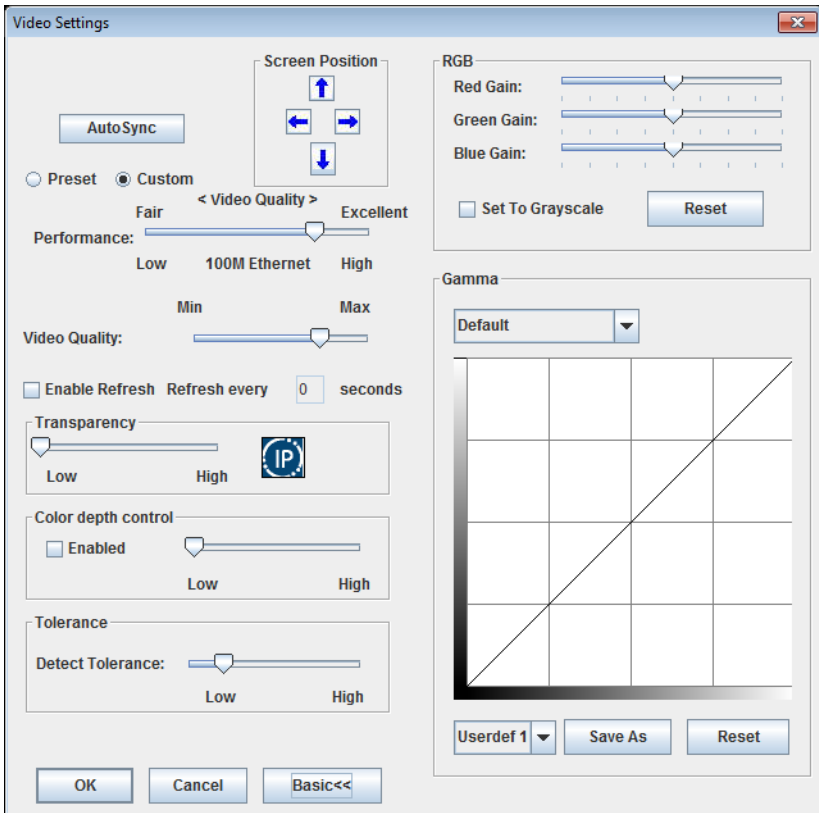 Video Settings
Screen Position
AutoSync
Preset Custom
< Video Quality >
Fair Excellent
Performance:
Low 100M Ethernet High
Min Max
Video Quality:
Enable Refresh Refresh every 0 seconds
Transparency
IP
Low High
Color depth control
Enabled
Low High
Tolerance
Detect Tolerance:
Low High
OK Cancel Basic<<
RGB
Red Gain:
Green Gain:
Blue Gain:
Set To Grayscale Reset
Gamma
Default
Userdef 1 Save As Reset